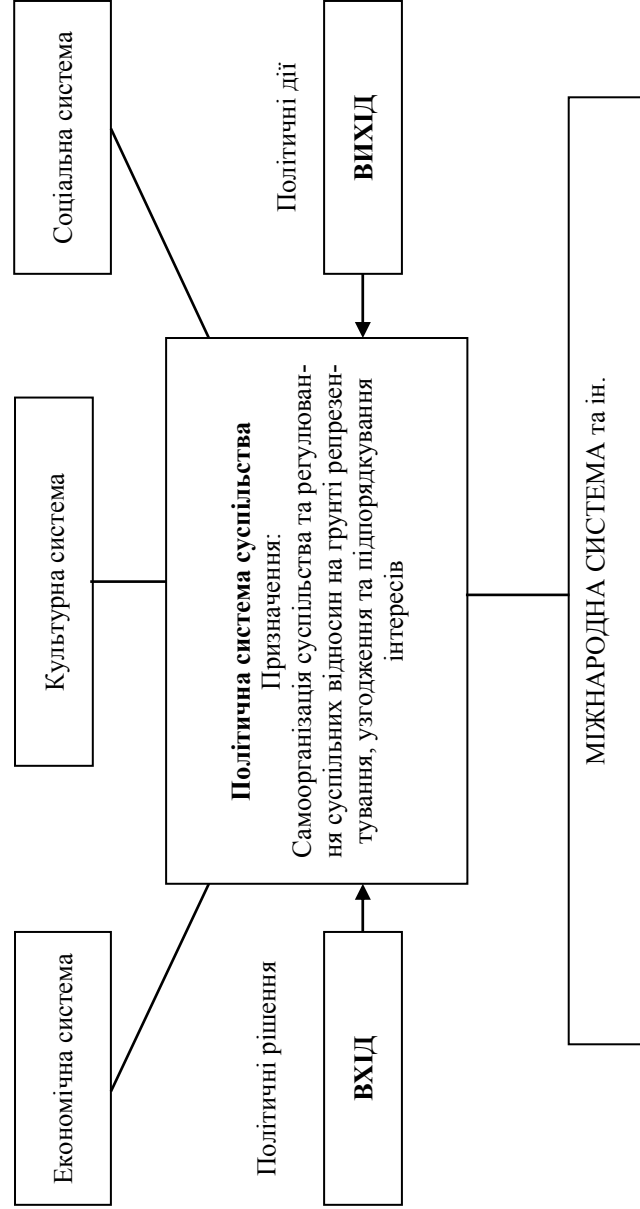 Економічна система
Культурна система
Соціальна система
Політична система суспільства
Призначення:
Самоорганізація суспільства та регулюван-
ня суспільних відносин на грунті репрезен-
тування, узгодження та підпорядкування
інтересів
Політичні рішення
ВХІД
Політичні дії
ВИХІД
МІЖНАРОДНА СИСТЕМА та ін.